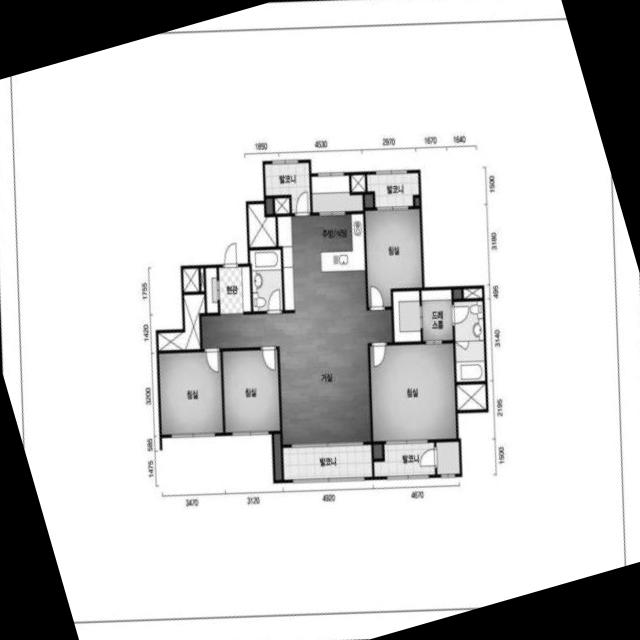 1850 4530 2970 1670 1640
발코니
발코니
1500
주방/식당
침실
3180
현관
1755
495
드레스룸
1420
3140
거실
침실
침실
침실
3200
2195
발코니
발코니
585
1475
1500
3470 3120 4920 4670